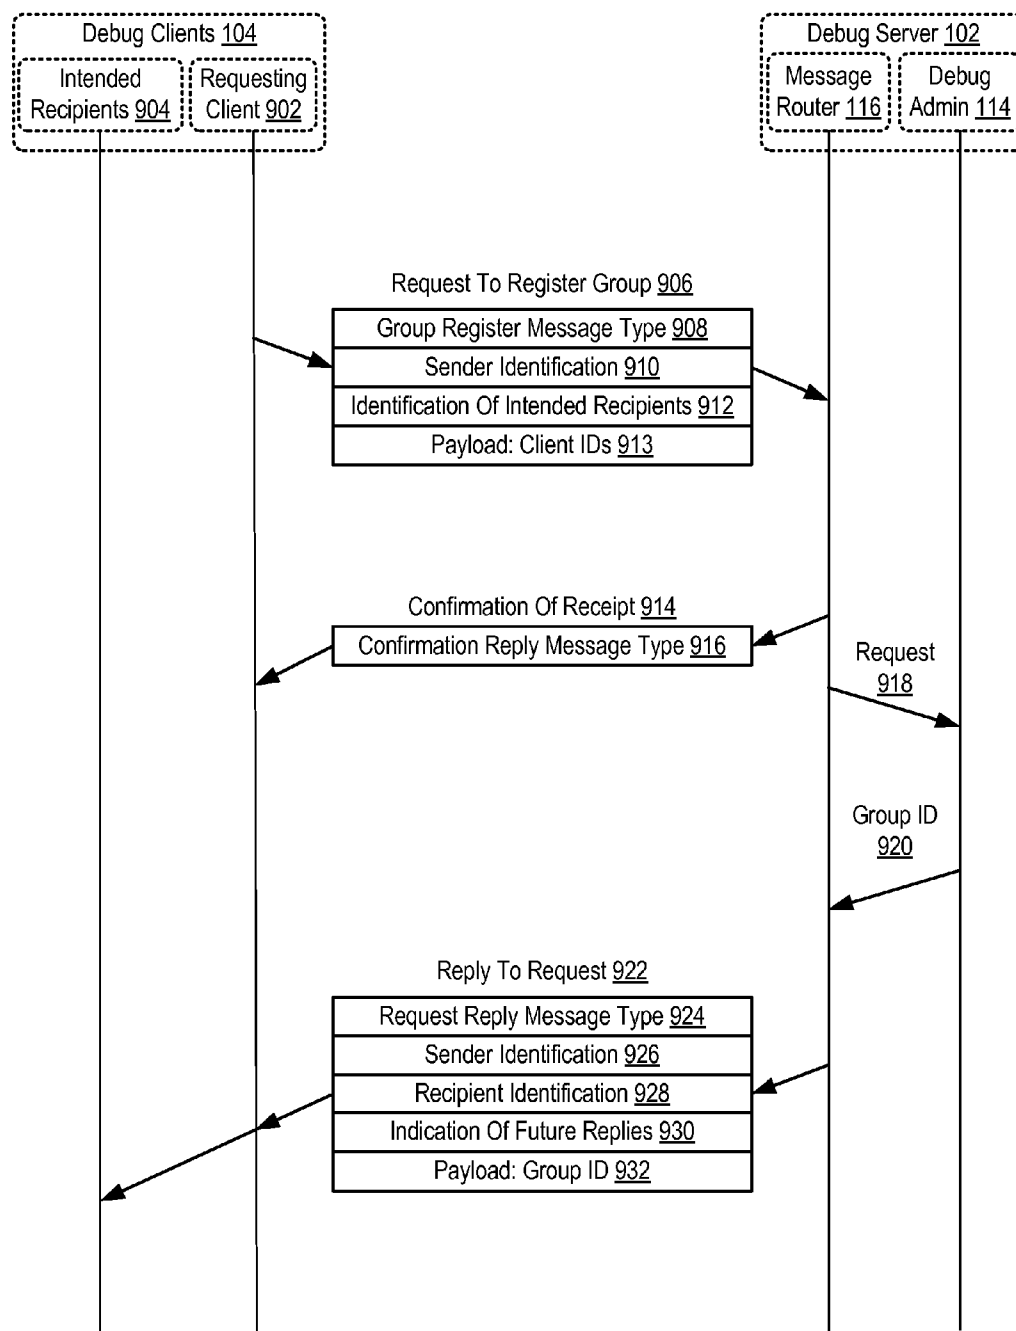 Debug Clients 104
Intended
Recipients 904
Requesting
Client 902
Debug Server 102
Message
Router 116
Debug
Admin 114
Request To Register Group 906
Group Register Message Type 908
Sender Identification 910
Identification Of Intended Recipients 912
Payload: Client IDs 913
Confirmation Of Receipt 914
Confirmation Reply Message Type 916
Request
918
Group ID
920
Reply To Request 922
Request Reply Message Type 924
Sender Identification 926
Recipient Identification 928
Indication Of Future Replies 930
Payload: Group ID 932